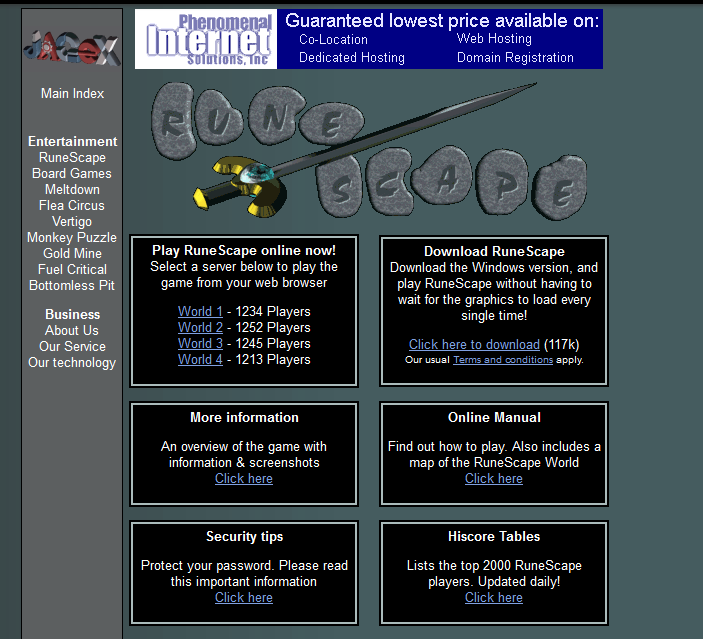 JAGeX
Main Index
Entertainment
RuneScape
Board Games
Meltdown
Flea Circus
Vertigo
Monkey Puzzle
Gold Mine
Fuel Critical
Bottomless Pit
Business
About Us
Our Service
Our technology
Phenomenal
Internet
Solutions, Inc
Guaranteed lowest price available on:
Co-Location
Web Hosting
Dedicated Hosting
Domain Registration
RUNE
SCAPE
Play RuneScape online now!
Select a server below to play the
game from your web browser
World 1 - 1234 Players
World 2 - 1252 Players
World 3 - 1245 Players
World 4 - 1213 Players
Download RuneScape
Download the Windows version, and
play RuneScape without having to
wait for the graphics to load every
single time!
Click here to download (117k)
Our usual Terms and conditions apply.
More information
An overview of the game with
information & screenshots
Click here
Online Manual
Find out how to play. Also includes a
map of the RuneScape World
Click here
Security tips
Protect your password. Please read
this important information
Click here
Hiscore Tables
Lists the top 2000 RuneScape
players. Updated daily!
Click here